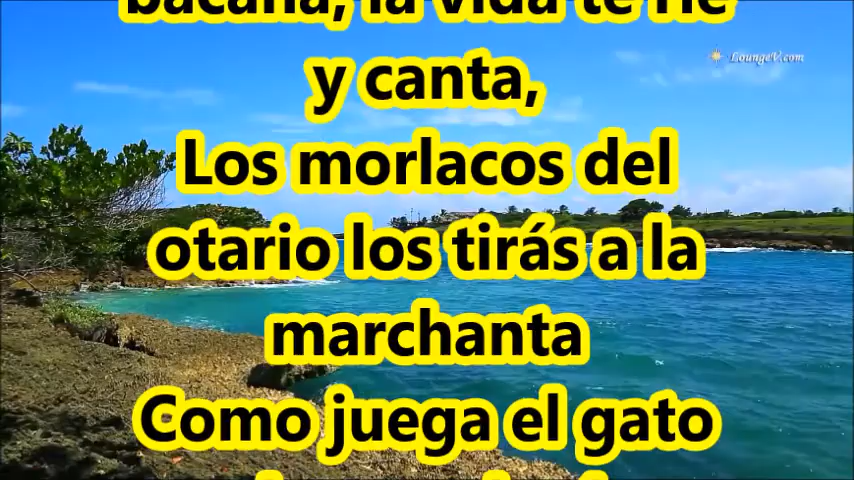 bacana, la vida te ríe
y canta,
LoungeV.com
Los morlacos del
otario los tirás a la
marchanta
Como juega el gato